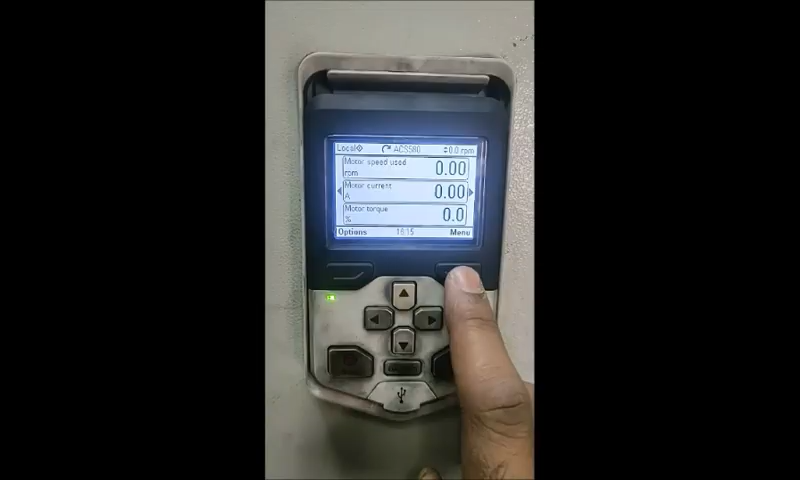 Local ACS580 0.0 rpm
Motor speed used
rpm 0.00
Motor current
A 0.00
Motor torque
% 0.0
Options 16:15 Menu